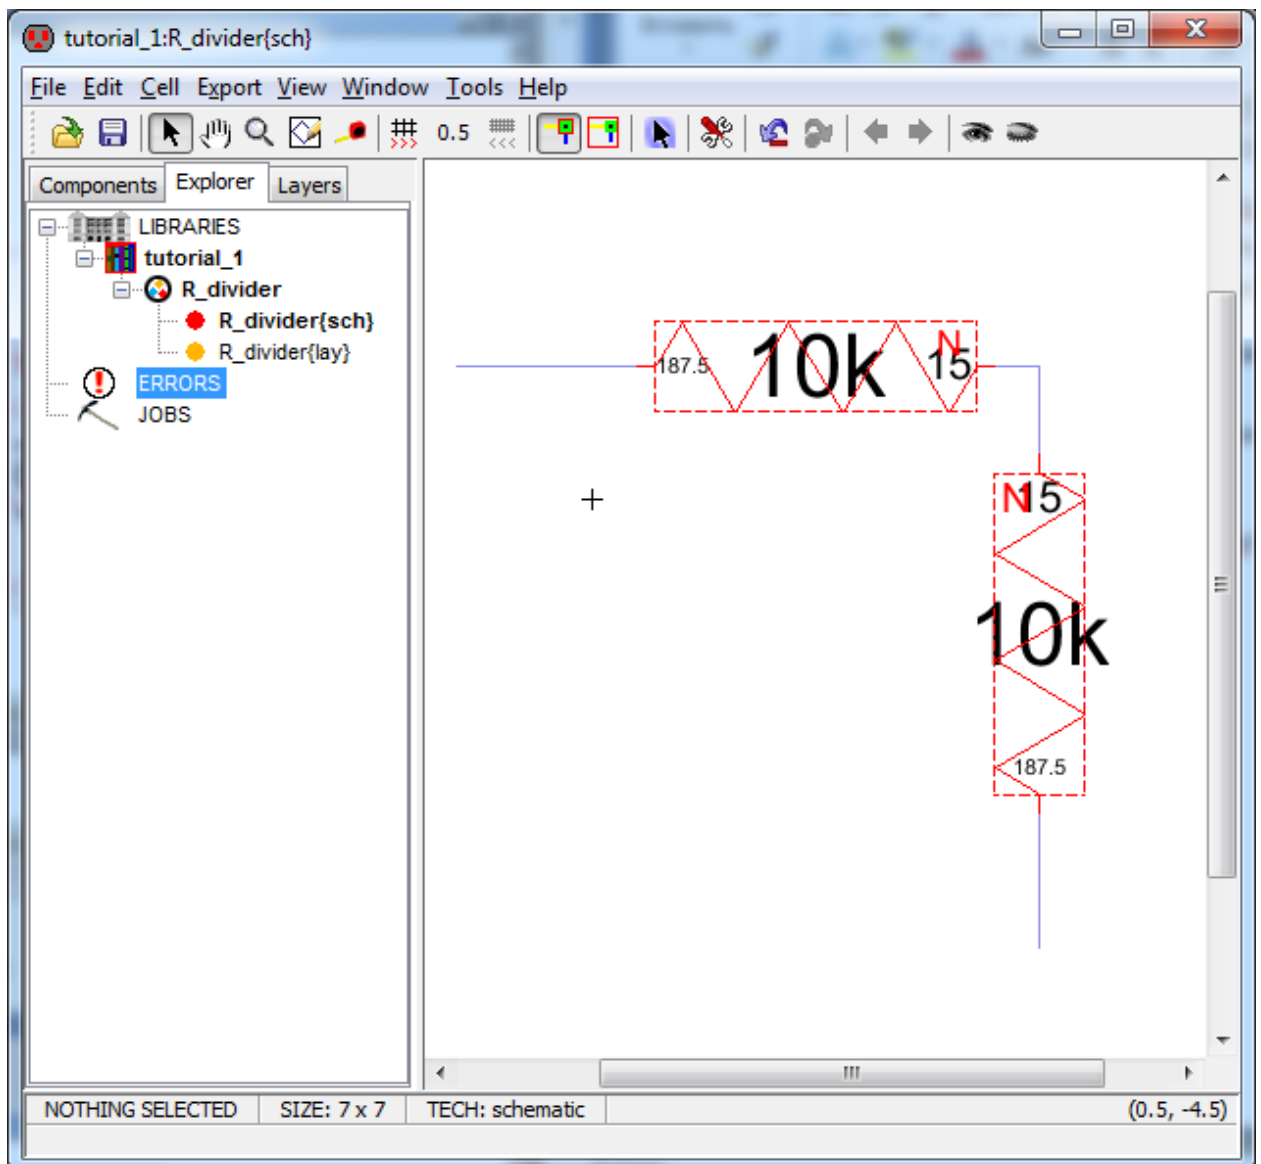 tutorial_1:R_divider{sch}
File Edit Cell Export View Window Tools Help
0.5
Components Explorer Layers
LIBRARIES
tutorial_1
R_divider
R_divider{sch}
R_divider{lay}
ERRORS
JOBS
187.5 10k N 15
N 15
10k
187.5
NOTHING SELECTED SIZE: 7 x 7 TECH: schematic (0.5, -4.5)